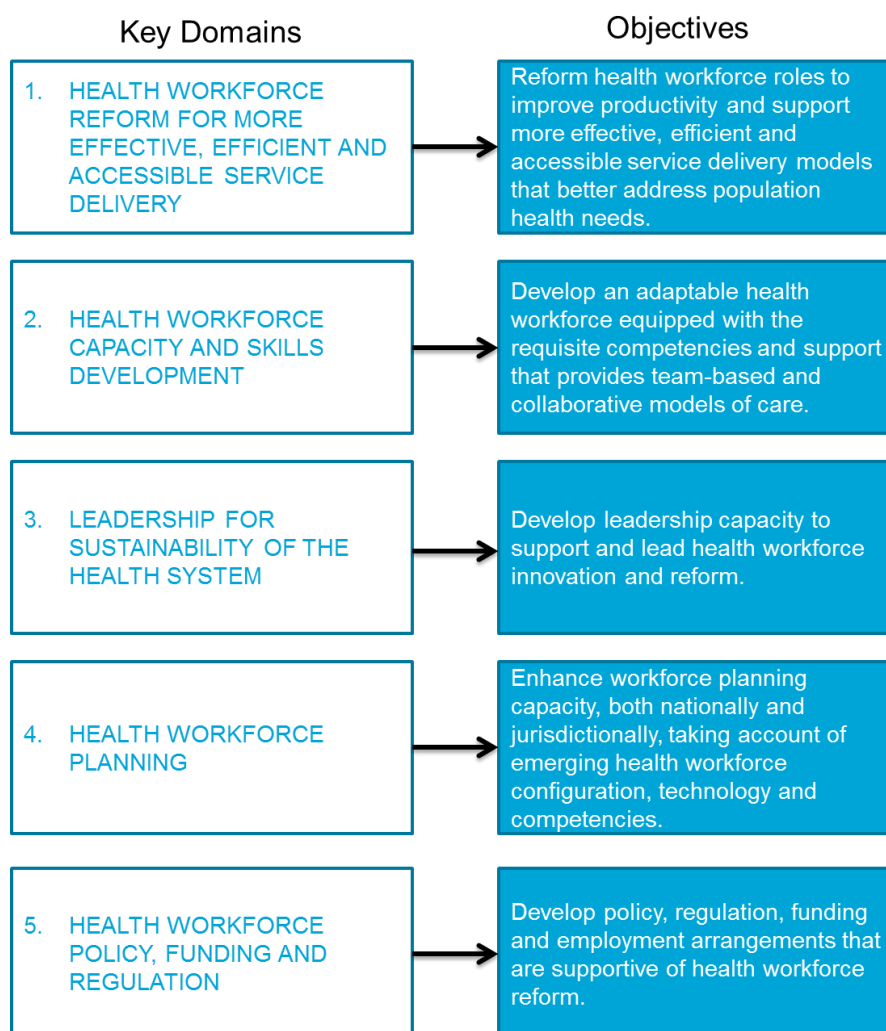 Key Domains
Objectives
1. HEALTH WORKFORCE
REFORM FOR MORE
EFFECTIVE, EFFICIENT AND
ACCESSIBLE SERVICE
DELIVERY
Reform health workforce roles to
improve productivity and support
more effective, efficient and
accessible service delivery models
that better address population
health needs.
2. HEALTH WORKFORCE
CAPACITY AND SKILLS
DEVELOPMENT
Develop an adaptable health
workforce equipped with the
requisite competencies and support
that provides team-based and
collaborative models of care.
3. LEADERSHIP FOR
SUSTAINABILITY OF THE
HEALTH SYSTEM
Develop leadership capacity to
support and lead health workforce
innovation and reform.
4. HEALTH WORKFORCE
PLANNING
Enhance workforce planning
capacity, both nationally and
jurisdictionally, taking account of
emerging health workforce
configuration, technology and
competencies.
5. HEALTH WORKFORCE
POLICY, FUNDING AND
REGULATION
Develop policy, regulation, funding
and employment arrangements that
are supportive of health workforce
reform.